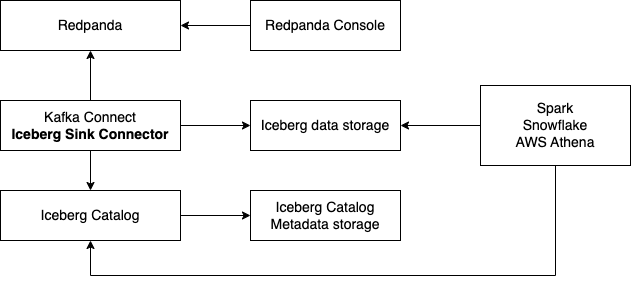 Redpanda
Redpanda Console
Kafka Connect
Iceberg Sink Connector
Iceberg data storage
Spark
Snowflake
AWS Athena
Iceberg Catalog
Iceberg Catalog
Metadata storage